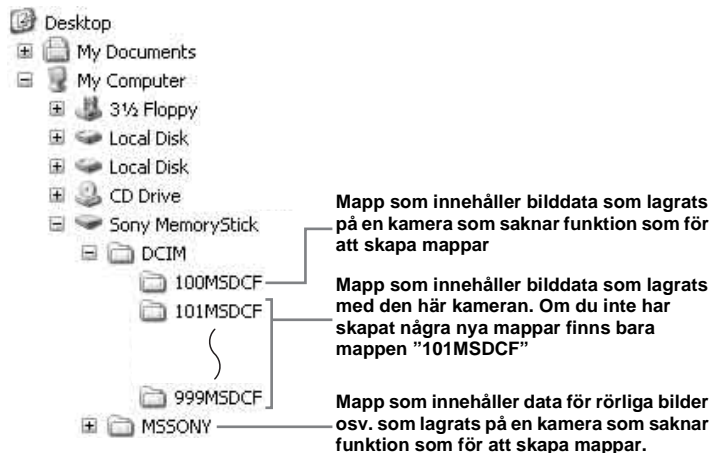 Desktop
My Documents
My Computer
3½ Floppy
Local Disk
Local Disk
CD Drive
Sony MemoryStick
DCIM
100MSDCF
101MSDCF
999MSDCF
MSSONY
Mapp som innehåller bilddata som lagrats
på en kamera som saknar funktion som för
att skapa mappar
Mapp som innehåller bilddata som lagrats
med den här kameran. Om du inte har
skapat några nya mappar finns bara
mappen ”101MSDCF”
Mapp som innehåller data för rörliga bilder
osv. som lagrats på en kamera som saknar
funktion som för att skapa mappar.